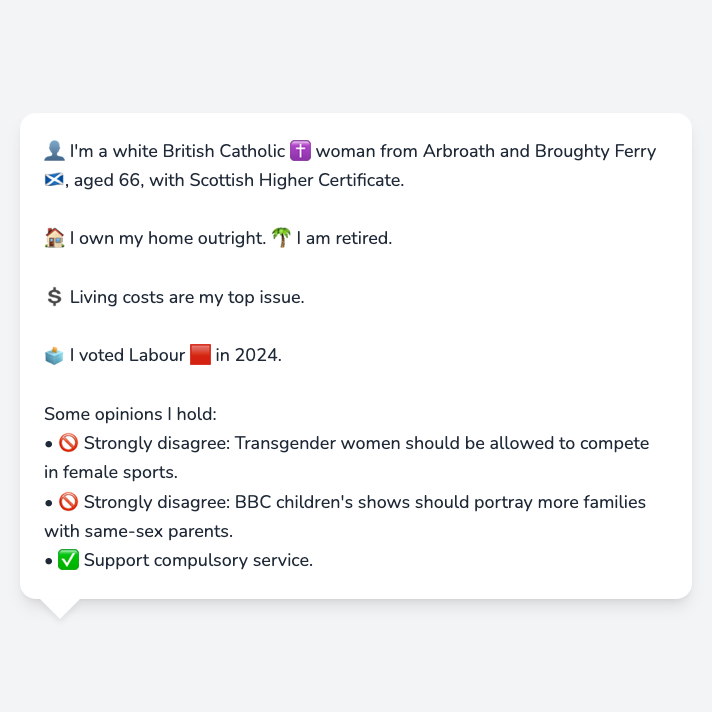 👤 I'm a white British Catholic ✝️ woman from Arbroath and Broughty Ferry
🏴󠁧󠁢󠁳󠁣󠁴󠁿, aged 66, with Scottish Higher Certificate.
🏠 I own my home outright. 🌴 I am retired.
💲 Living costs are my top issue.
🗳️ I voted Labour 🟥 in 2024.
Some opinions I hold:
• 🚫 Strongly disagree: Transgender women should be allowed to compete
in female sports.
• 🚫 Strongly disagree: BBC children's shows should portray more families
with same-sex parents.
• ✅ Support compulsory service.